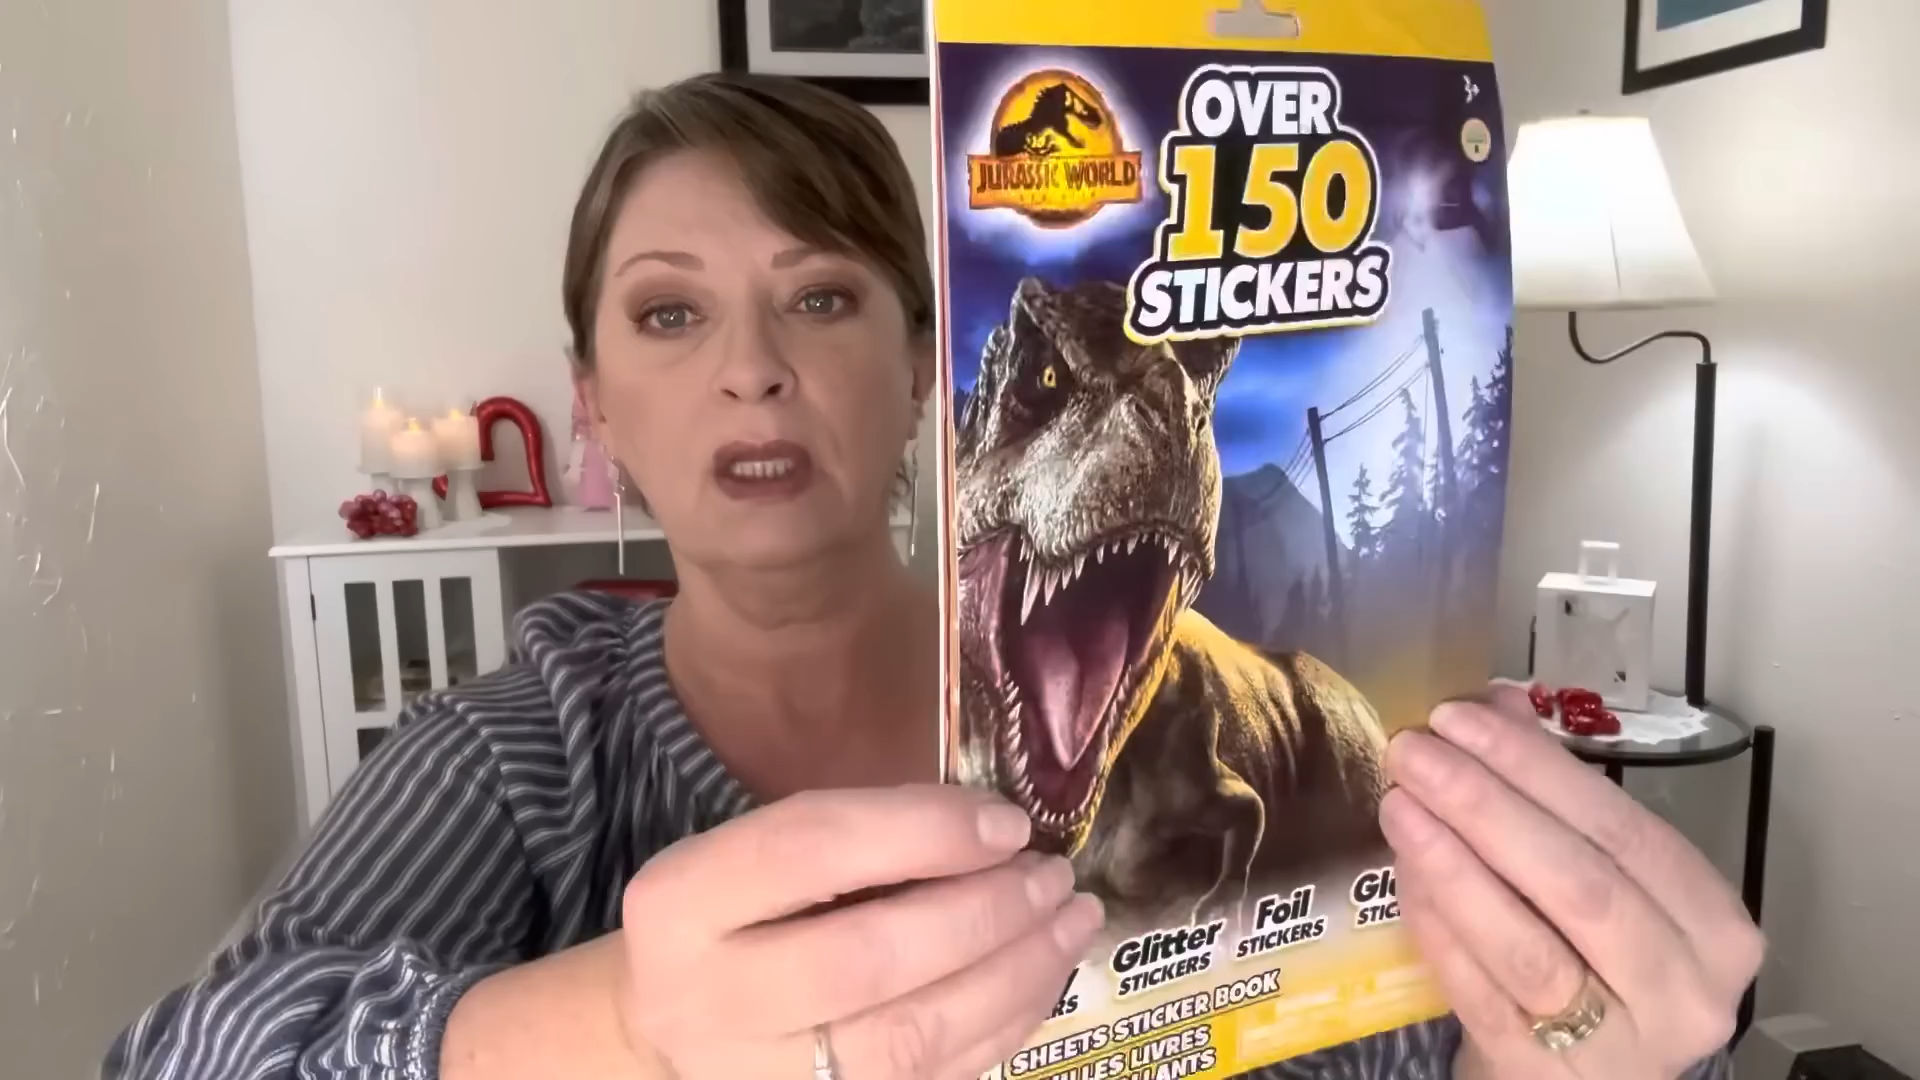 JURASSIC WORLD
OVER
150
STICKERS
3+
Glitter
STICKERS
Foil
STICKERS
SHEETS STICKER BOOK